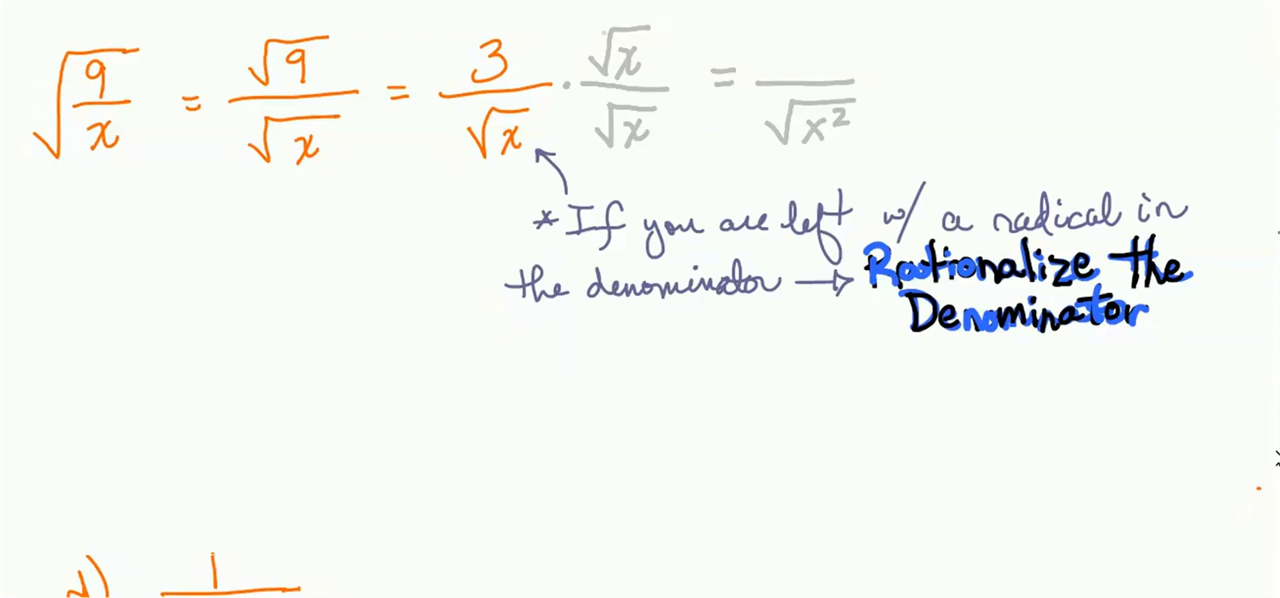 √(9/x) = √9/√x = 3/√x · √x/√x = /√x²
* If you are left w/ a radical in
the denominator → Rationalize the
Denominator
d) 1